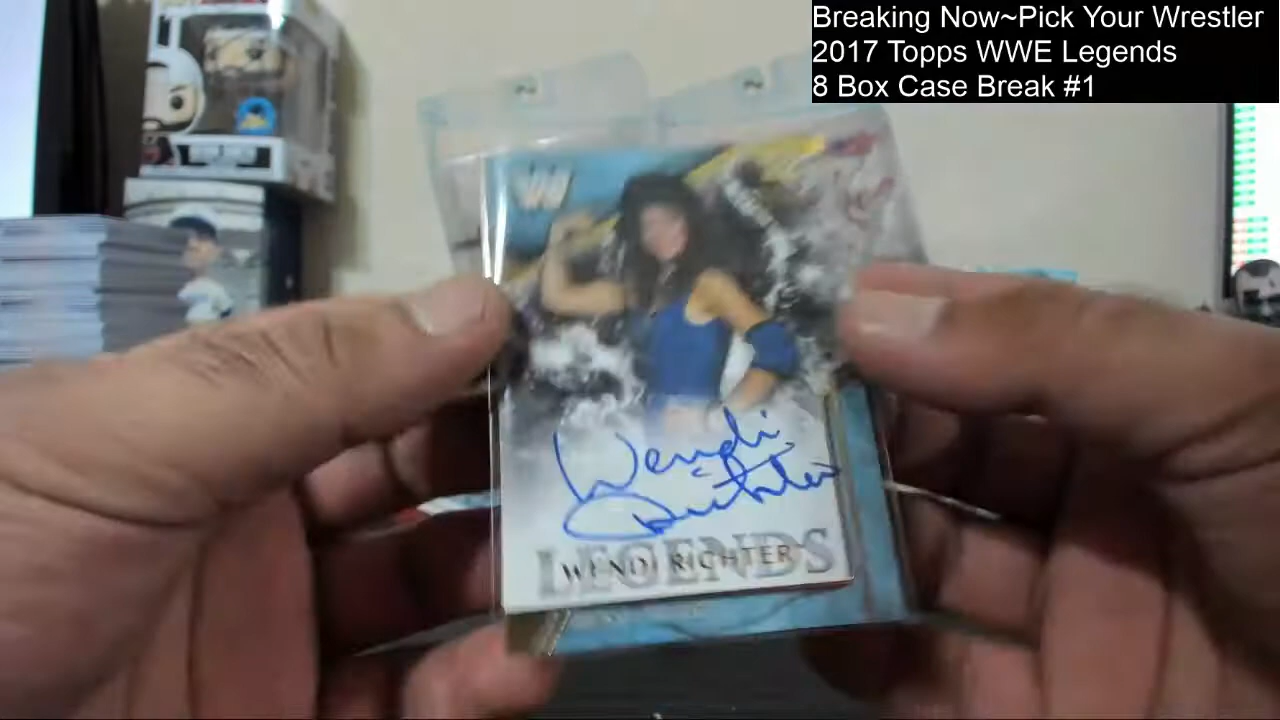 Breaking Now~Pick Your Wrestler
2017 Topps WWE Legends
8 Box Case Break #1
W
Wendi
Richter
LEGENDS
WENDI RICHTER